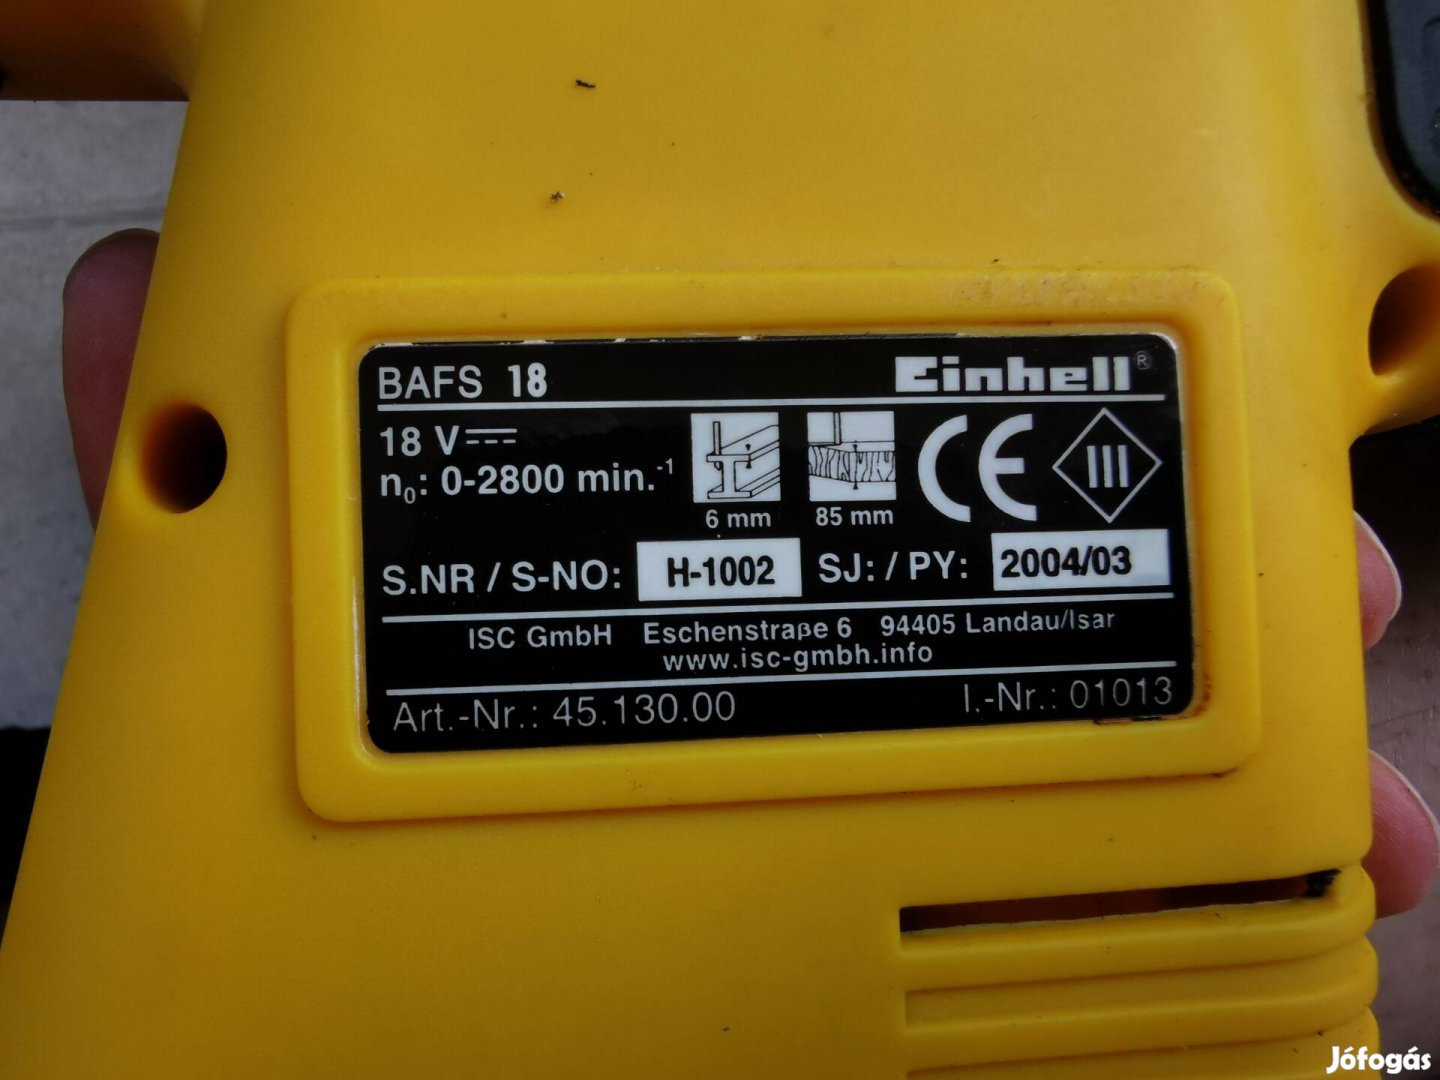 BAFS 18 Einhell®
18 V
n₀: 0-2800 min.⁻¹
6 mm 85 mm
CE III
S.NR / S-NO: H-1002 SJ: / PY: 2004/03
ISC GmbH Eschenstraße 6 94405 Landau/Isar
www.isc-gmbh.info
Art.-Nr.: 45.130.00 I.-Nr.: 01013
Jófogás